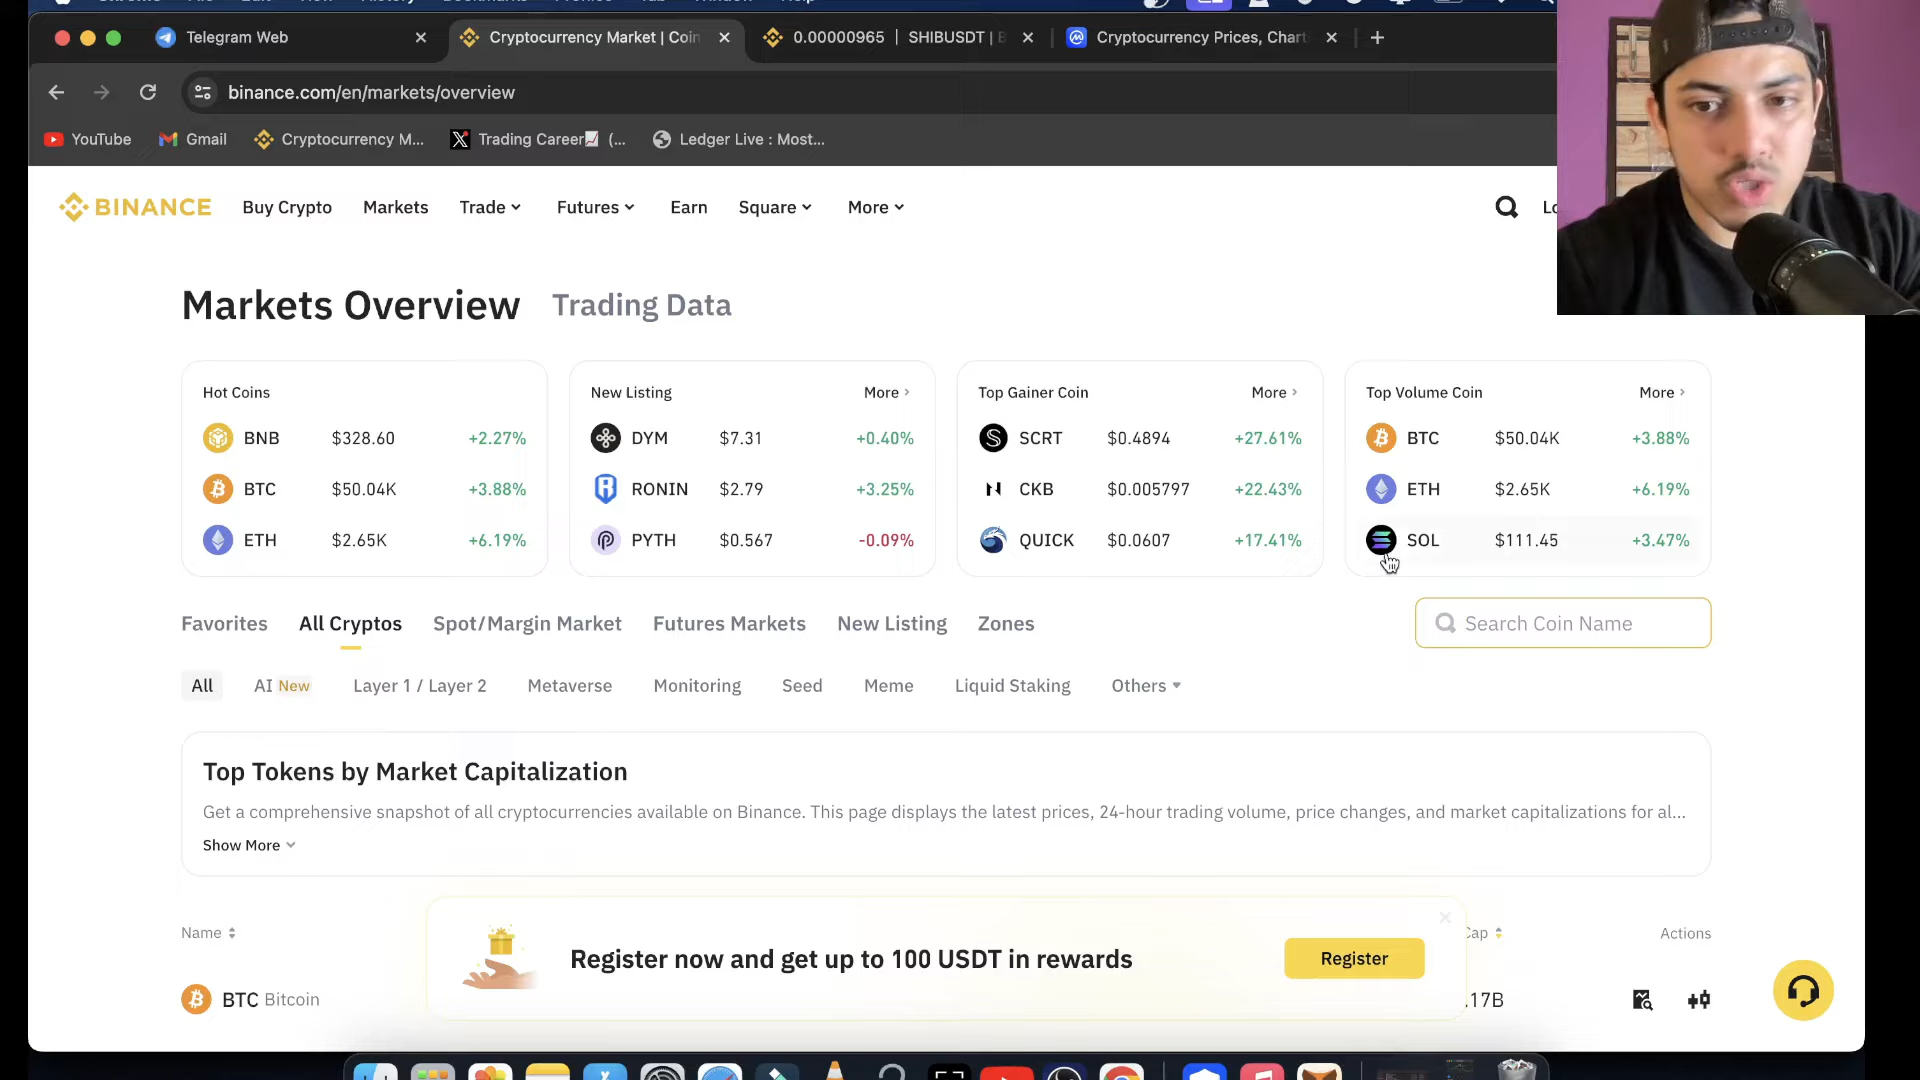 Telegram Web
Cryptocurrency Market | Coin
0.00000965 | SHIBUSDT |
Cryptocurrency Prices, Chart
binance.com/en/markets/overview
YouTube
Gmail
Cryptocurrency M...
Trading Career📈 (...
Ledger Live : Most...
BINANCE
Buy Crypto
Markets
Trade
Futures
Earn
Square
More
Markets Overview
Trading Data
Hot Coins
BNB $328.60 +2.27%
BTC $50.04K +3.88%
ETH $2.65K +6.19%
New Listing More
DYM $7.31 +0.40%
RONIN $2.79 +3.25%
PYTH $0.567 -0.09%
Top Gainer Coin More
SCRT $0.4894 +27.61%
CKB $0.005797 +22.43%
QUICK $0.0607 +17.41%
Top Volume Coin More
BTC $50.04K +3.88%
ETH $2.65K +6.19%
SOL $111.45 +3.47%
Favorites
All Cryptos
Spot/Margin Market
Futures Markets
New Listing
Zones
Search Coin Name
All
AI New
Layer 1 / Layer 2
Metaverse
Monitoring
Seed
Meme
Liquid Staking
Others
Top Tokens by Market Capitalization
Get a comprehensive snapshot of all cryptocurrencies available on Binance. This page displays the latest prices, 24-hour trading volume, price changes, and market capitalizations for al...
Show More
Name
Cap
Actions
Register now and get up to 100 USDT in rewards
Register
BTC Bitcoin
.17B